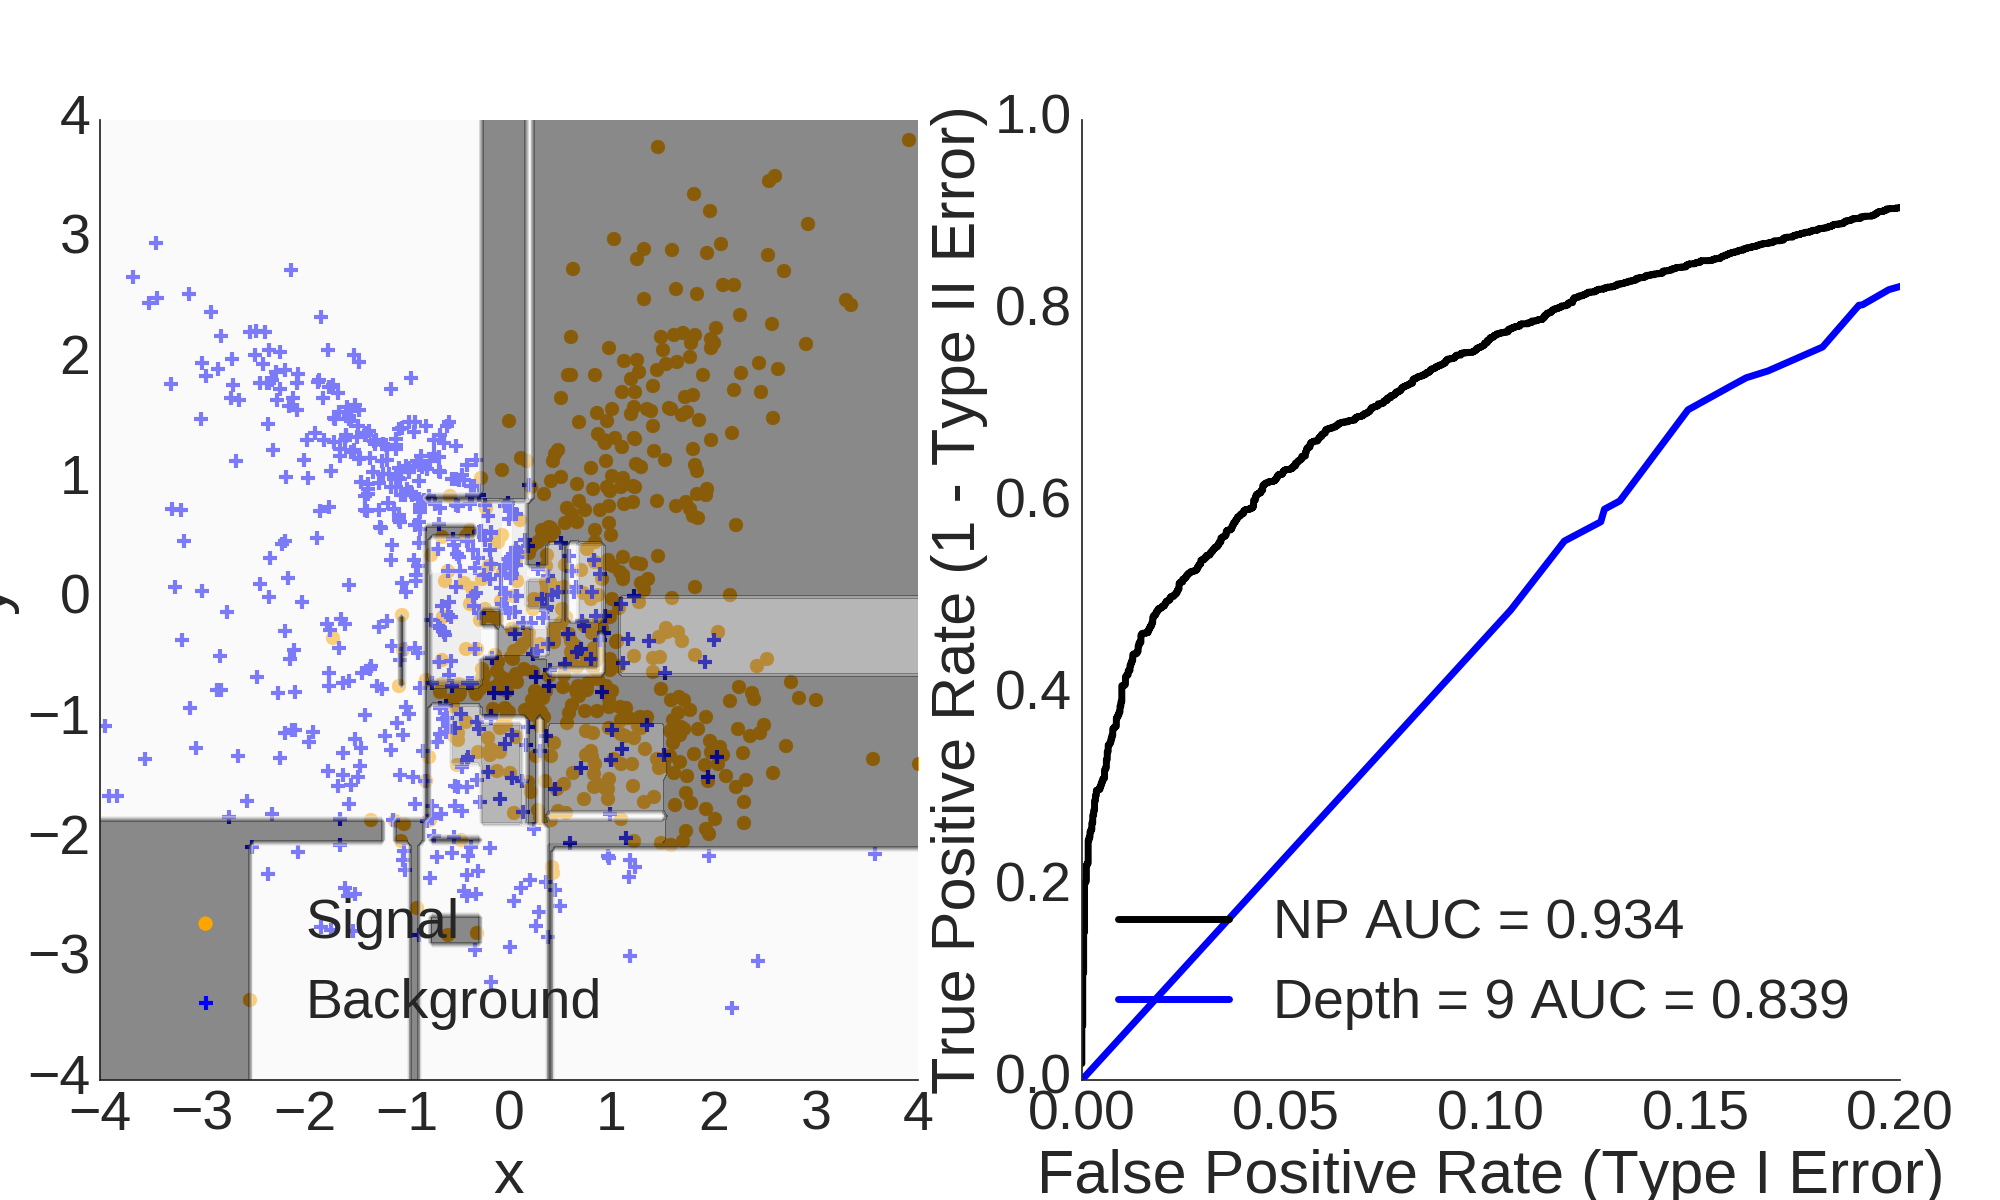 4
3
2
1
0
−1
−2
−3
−4
y
−4 −3 −2 −1 0 1 2 3 4
x
Signal
Background
True Positive Rate (1 - Type II Error)
1.0
0.8
0.6
0.4
0.2
0.0
0.00 0.05 0.10 0.15 0.20
False Positive Rate (Type I Error)
NP AUC = 0.934
Depth = 9 AUC = 0.839